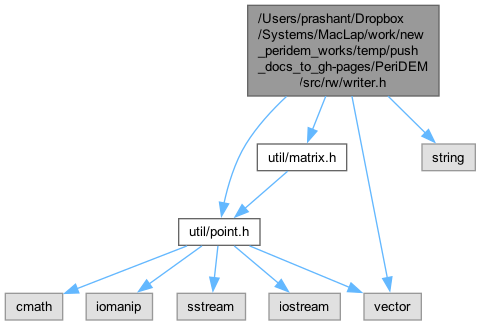 /Users/prashant/Dropbox
/Systems/MacLap/work/new
_peridem_works/temp/push
_docs_to_gh-pages/PeriDEM
/src/rw/writer.h
util/matrix.h
string
util/point.h
cmath
iomanip
sstream
iostream
vector